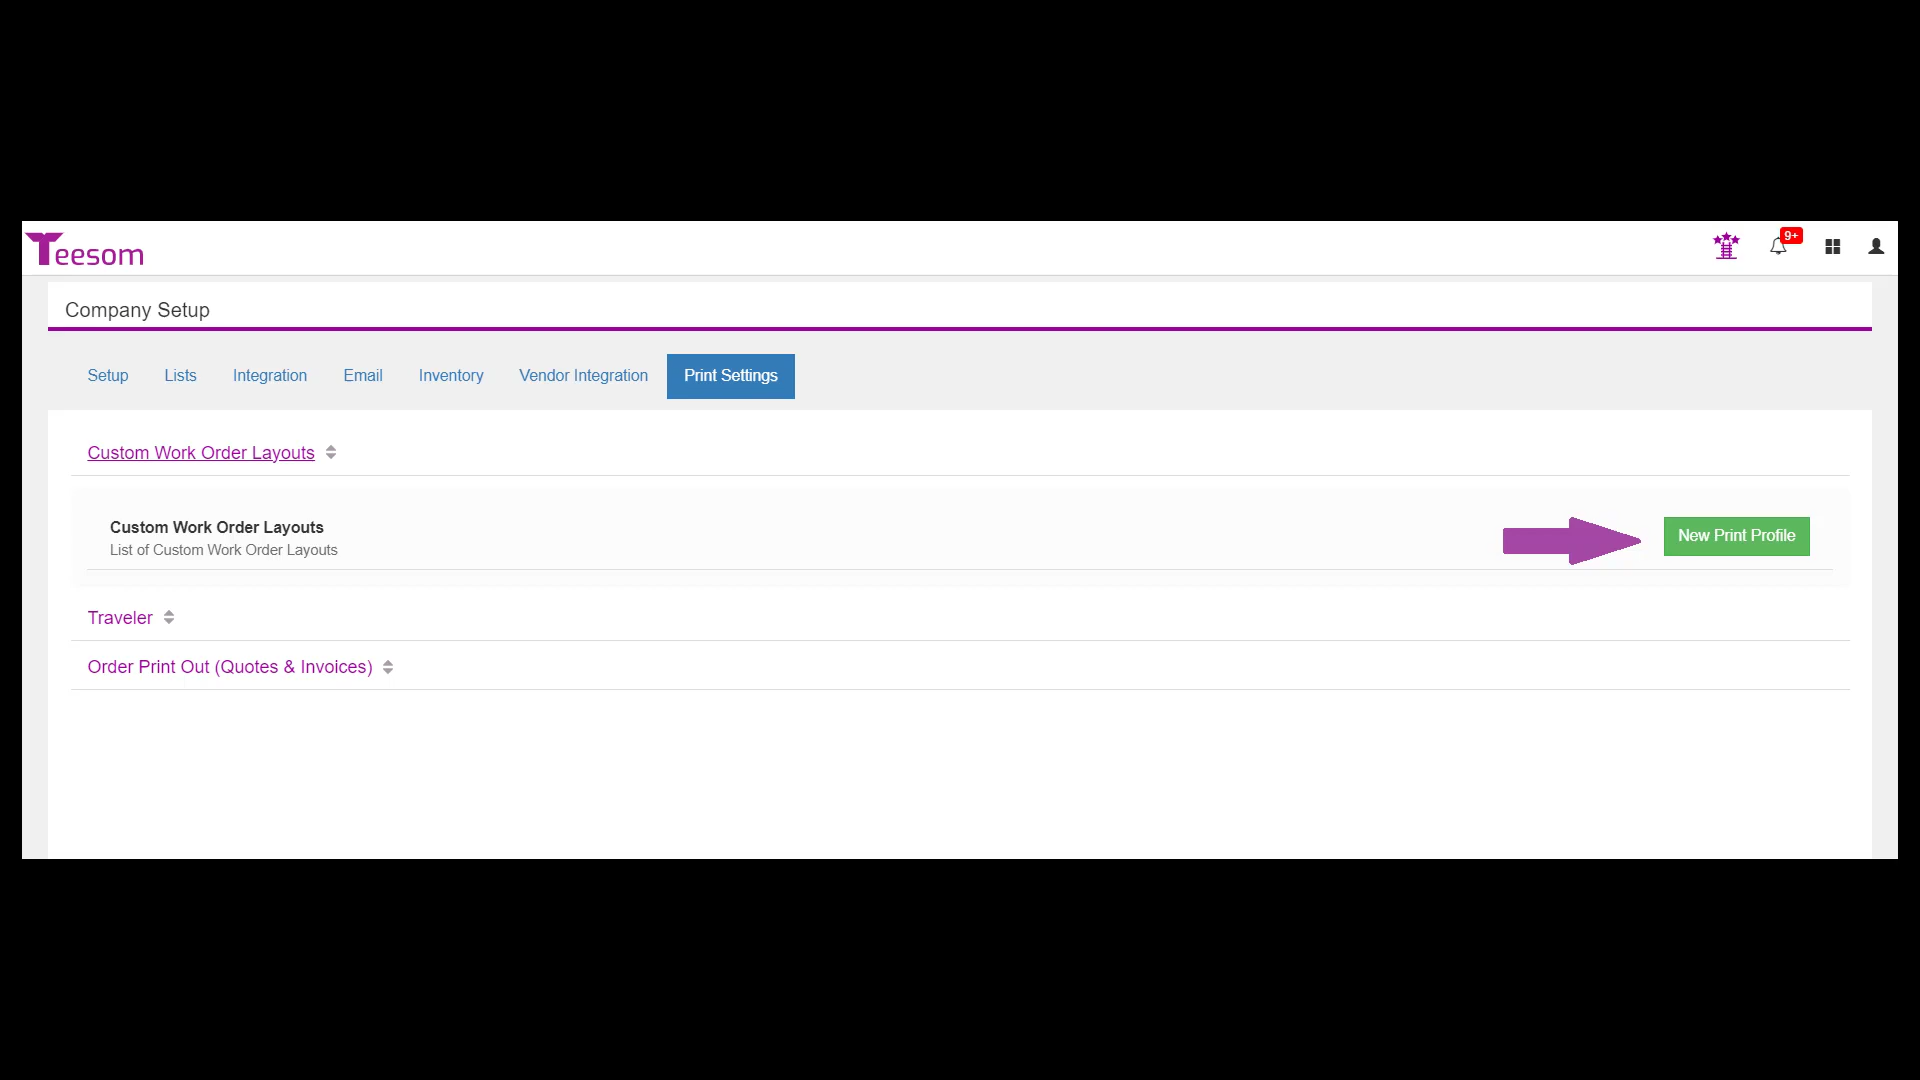 Teesom
9+
Company Setup
Setup Lists Integration Email Inventory Vendor Integration Print Settings
Custom Work Order Layouts
Custom Work Order Layouts
List of Custom Work Order Layouts
New Print Profile
Traveler
Order Print Out (Quotes & Invoices)